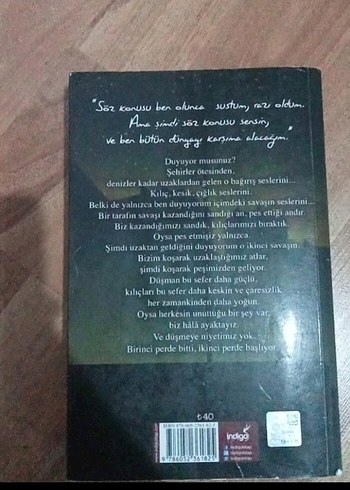 "Söz konusu ben olunca sustum, razı oldum.
Ama şimdi söz konusu sensin,
ve ben bütün dünyayı karşıma alacağım."
Duyuyor musunuz?
Şehirler ötesinden,
denizler kadar uzaklardan gelen o bağırış seslerini...
Kılıç, kesik, çığlık seslerini.
Belki de yalnızca ben duyuyorum içimdeki savaşın seslerini...
Bir tarafın savaşı kazandığını sandığı an, pes ettiği andır.
Biz kazandığımızı sandık, kılıçlarımızı bıraktık.
Oysa pes etmişiz yalnızca.
Şimdi uzaktan geldiğini duyuyorum o ikinci savaşın.
Bizim koşarak uzaklaştığımız atlar,
şimdi koşarak peşimizden geliyor.
Düşman bu sefer daha güçlü,
kılıçları bu sefer daha keskin ve çaresizlik,
her zamankinden daha yoğun.
Oysa herkesin unuttuğu bir şey var,
biz hâlâ ayaktayız.
Ve düşmeye niyetimiz yok...
Birinci perde bitti, ikinci perde başlıyor.
₺40
indigo